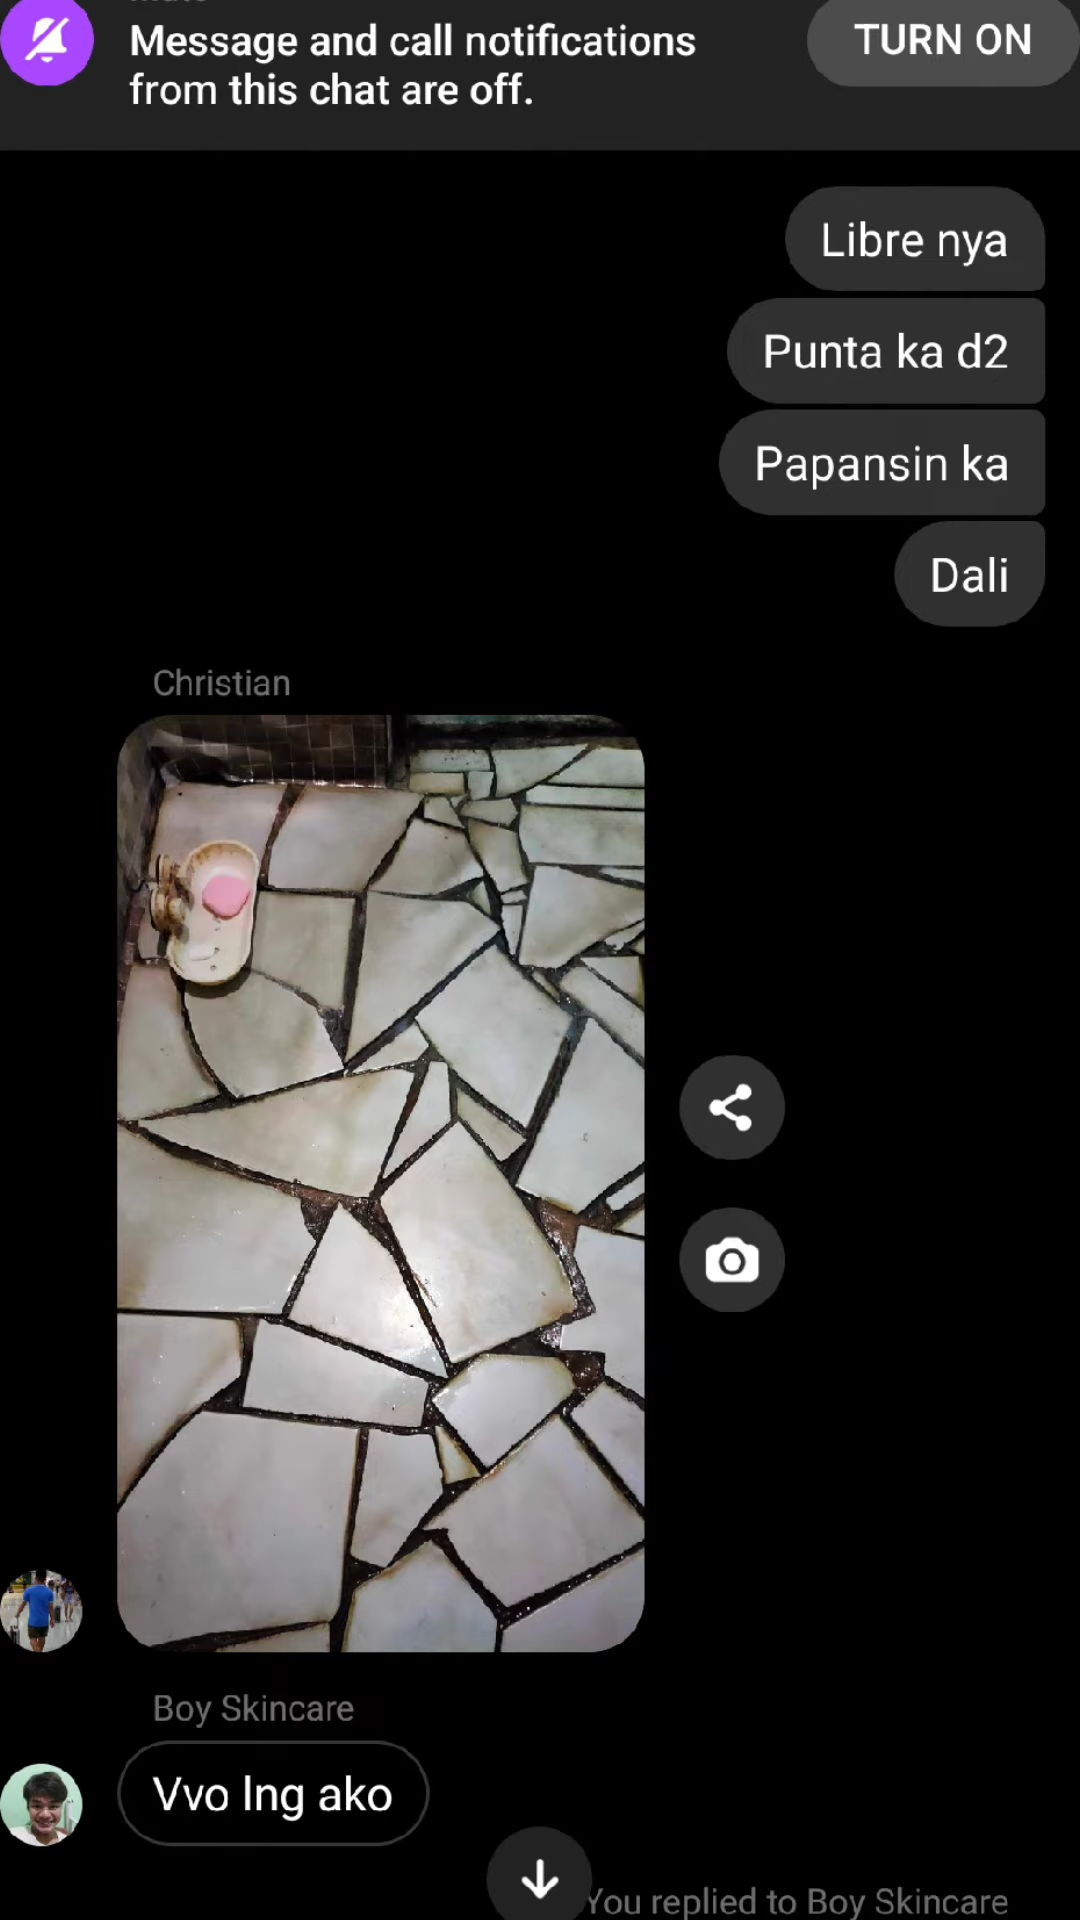 Message and call notifications
from this chat are off.
TURN ON
Libre nya
Punta ka d2
Papansin ka
Dali
Christian
Boy Skincare
Vvo lng ako
You replied to Boy Skincare